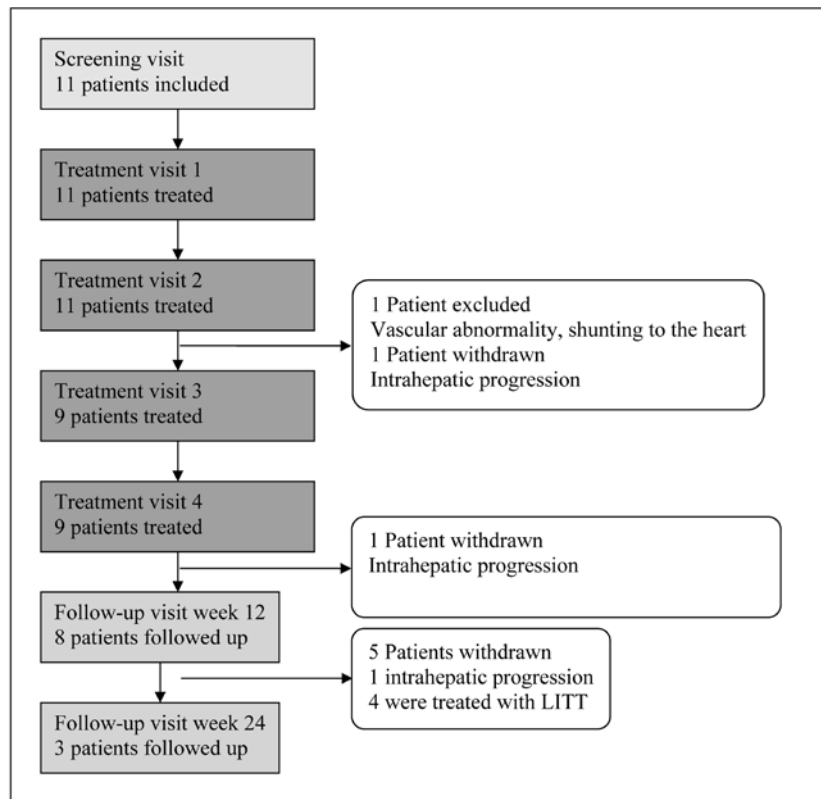 Screening visit
11 patients included
Treatment visit 1
11 patients treated
Treatment visit 2
11 patients treated
1 Patient excluded
Vascular abnormality, shunting to the heart
1 Patient withdrawn
Intrahepatic progression
Treatment visit 3
9 patients treated
Treatment visit 4
9 patients treated
1 Patient withdrawn
Intrahepatic progression
Follow-up visit week 12
8 patients followed up
5 Patients withdrawn
1 intrahepatic progression
4 were treated with LITT
Follow-up visit week 24
3 patients followed up